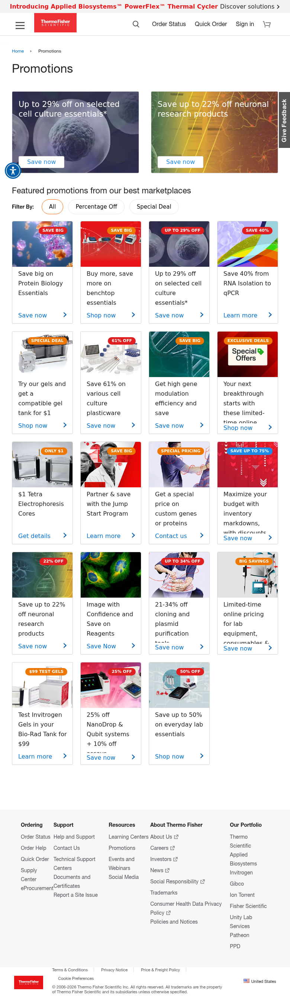 Introducing Applied Biosystems™ PowerFlex™ Thermal Cycler Discover solutions
ThermoFisher
SCIENTIFIC
Order Status
Quick Order
Sign in
Home
Promotions
Promotions
Up to 29% off on selected
cell culture essentials*
Save now
Save up to 22% off neuronal
research products
Save now
Give Feedback
Featured promotions from our best marketplaces
Filter By:
All
Percentage Off
Special Deal
SAVE BIG
Save big on
Protein Biology
Essentials
Save now
SAVE BIG
Buy more, save
more on
benchtop
essentials
Shop now
UP TO 29% OFF
Up to 29% off
on selected cell
culture
essentials*
Save now
SAVE 40%
Save 40% from
RNA Isolation to
qPCR
Learn more
SPECIAL DEAL
Try our gels and
get a
compatible gel
tank for $1
Shop now
61% OFF
Save 61% on
various cell
culture
plasticware
Save now
SAVE BIG
Get high gene
modulation
efficiency and
save
Save now
EXCLUSIVE DEALS
Special
Offers
Your next
breakthrough
starts with
these limited-
time online
Shop now
ONLY $1
$1 Tetra
Electrophoresis
Cores
Get details
SAVE BIG
Partner & save
with the Jump
Start Program
Learn more
SPECIAL PRICING
Get a special
price on
custom genes
or proteins
Contact us
SAVE UP TO 75%
Maximize your
budget with
inventory
markdowns,
with discounts
Save now
22% OFF
Save up to 22%
off neuronal
research
products
Save now
Image with
Confidence and
Save on
Reagents
Save Now
UP TO 34% OFF
21-34% off
cloning and
plasmid
purification
tools
Save now
BIG SAVINGS
Limited-time
online pricing
for lab
equipment,
consumables &
Save now
$99 TEST GELS
invitrogen
Test Invitrogen
Gels in your
Bio-Rad Tank for
$99
Learn more
25% OFF
25% off
NanoDrop &
Qubit systems
+ 10% off
assays
Save now
50% OFF
Save up to 50%
on everyday lab
essentials
Shop now
Ordering
Order Status
Order Help
Quick Order
Supply
Center
eProcurement
Support
Help and Support
Contact Us
Technical Support
Centers
Documents and
Certificates
Report a Site Issue
Resources
Learning Centers
Promotions
Events and
Webinars
Social Media
About Thermo Fisher
About Us
Careers
Investors
News
Social Responsibility
Trademarks
Consumer Health Data Privacy
Policy
Policies and Notices
Our Portfolio
Thermo
Scientific
Applied
Biosystems
Invitrogen
Gibco
Ion Torrent
Fisher Scientific
Unity Lab
Services
Patheon
PPD
ThermoFisher
SCIENTIFIC
Terms & Conditions
Privacy Notice
Price & Freight Policy
Cookie Preferences
© 2006-2026 Thermo Fisher Scientific Inc. All rights reserved. All trademarks are the property
of Thermo Fisher Scientific and its subsidiaries unless otherwise specified.
United States